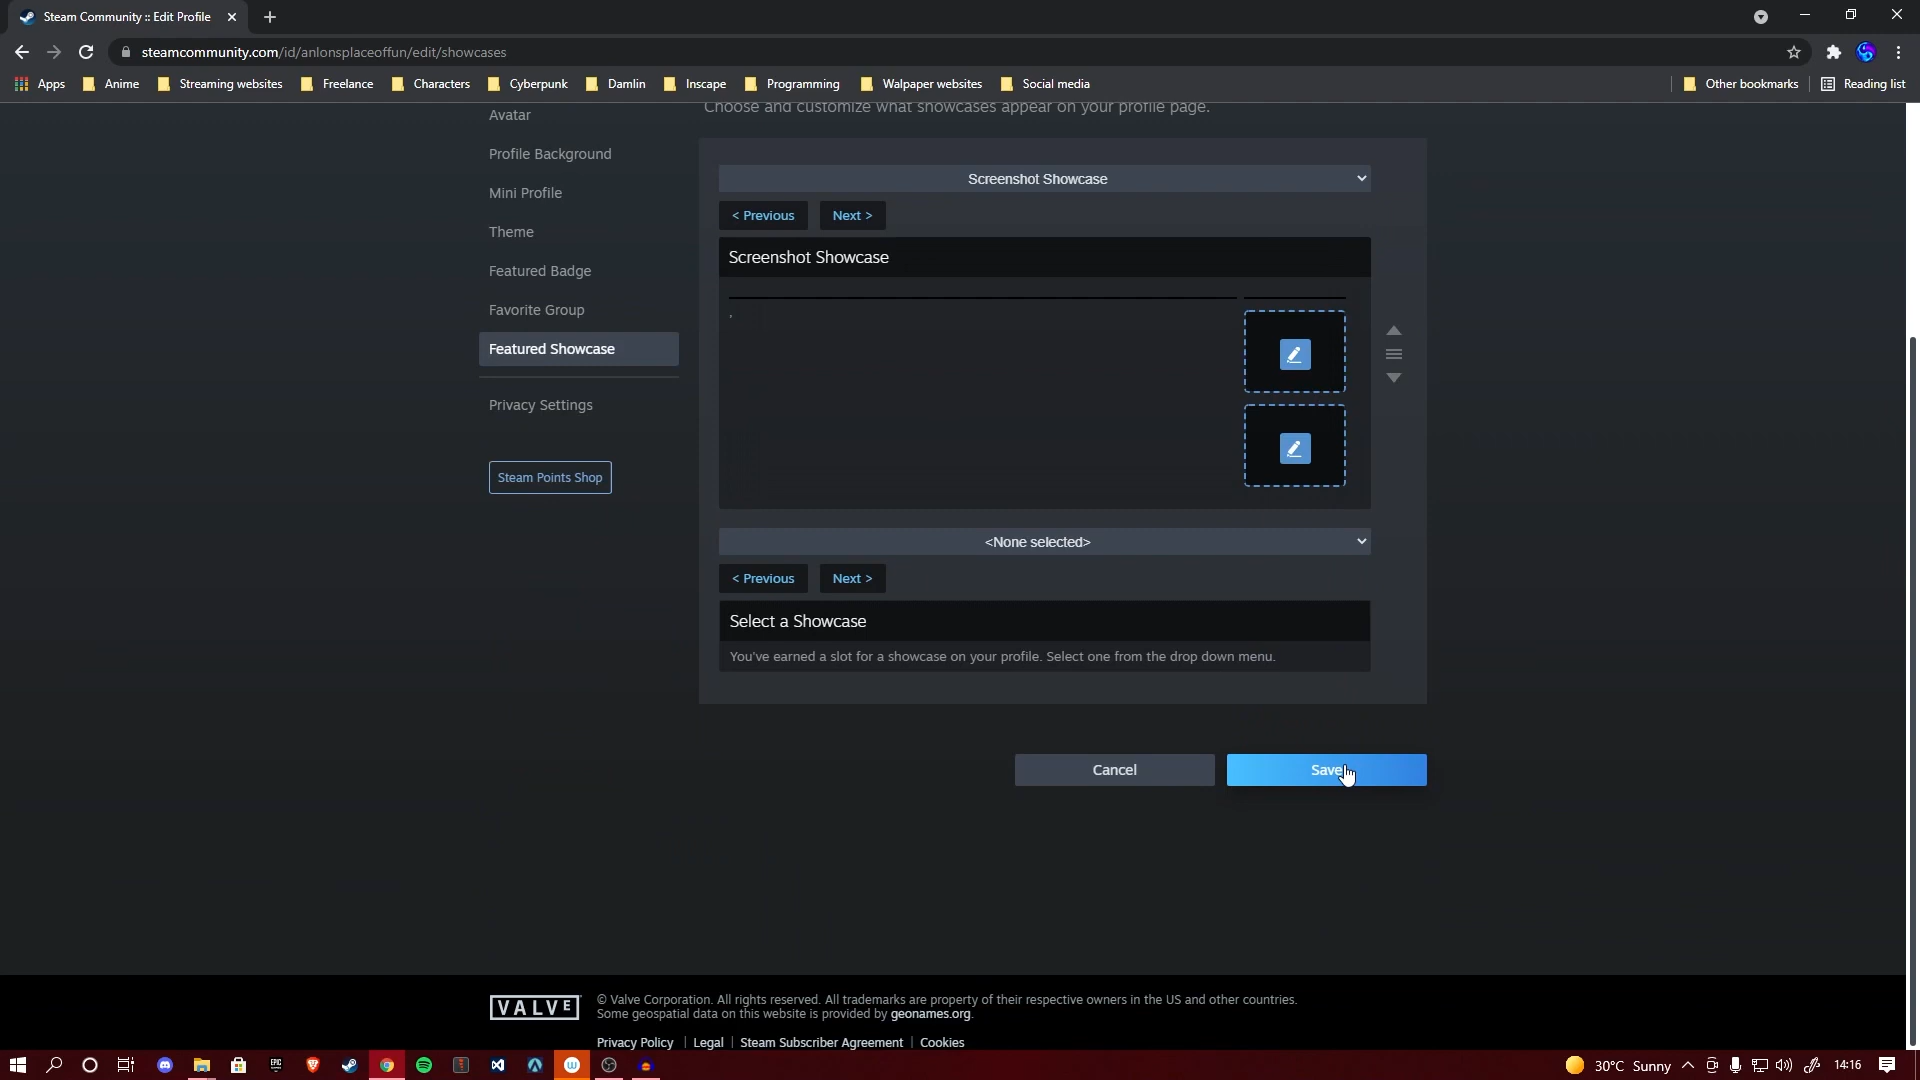 Steam Community :: Edit Profile
steamcommunity.com/id/anlonsplaceoffun/edit/showcases
Apps Anime Streaming websites Freelance Characters Cyberpunk Damlin Inscape Programming Walpaper websites Social media Other bookmarks Reading list
Choose and customize what showcases appear on your profile page.
Avatar
Profile Background
Mini Profile
Theme
Featured Badge
Favorite Group
Featured Showcase
Privacy Settings
Steam Points Shop
Screenshot Showcase
< Previous Next >
Screenshot Showcase
<None selected>
< Previous Next >
Select a Showcase
You've earned a slot for a showcase on your profile. Select one from the drop down menu.
Cancel Save
VALVE
© Valve Corporation. All rights reserved. All trademarks are property of their respective owners in the US and other countries.
Some geospatial data on this website is provided by geonames.org.
Privacy Policy | Legal | Steam Subscriber Agreement | Cookies
30°C Sunny 14:16